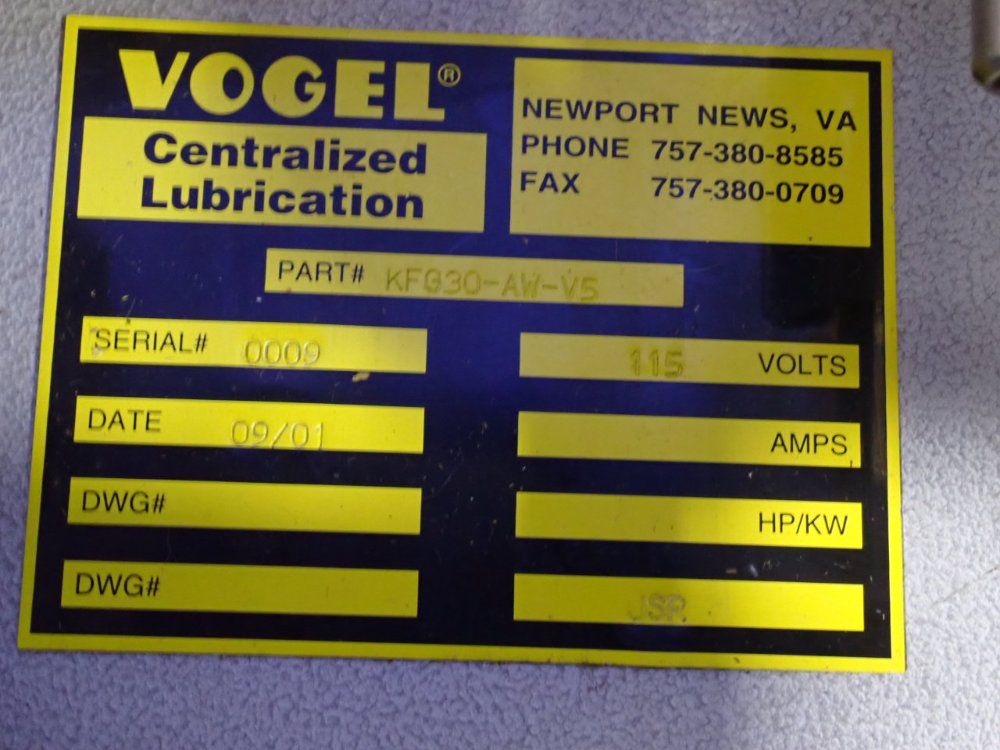 VOGEL®
Centralized
Lubrication
NEWPORT NEWS, VA
PHONE 757-380-8585
FAX 757-380-0709
PART# KFG30-AW-V5
SERIAL# 0009
115 VOLTS
DATE 09/01
AMPS
DWG#
HP/KW
DWG#
JSR